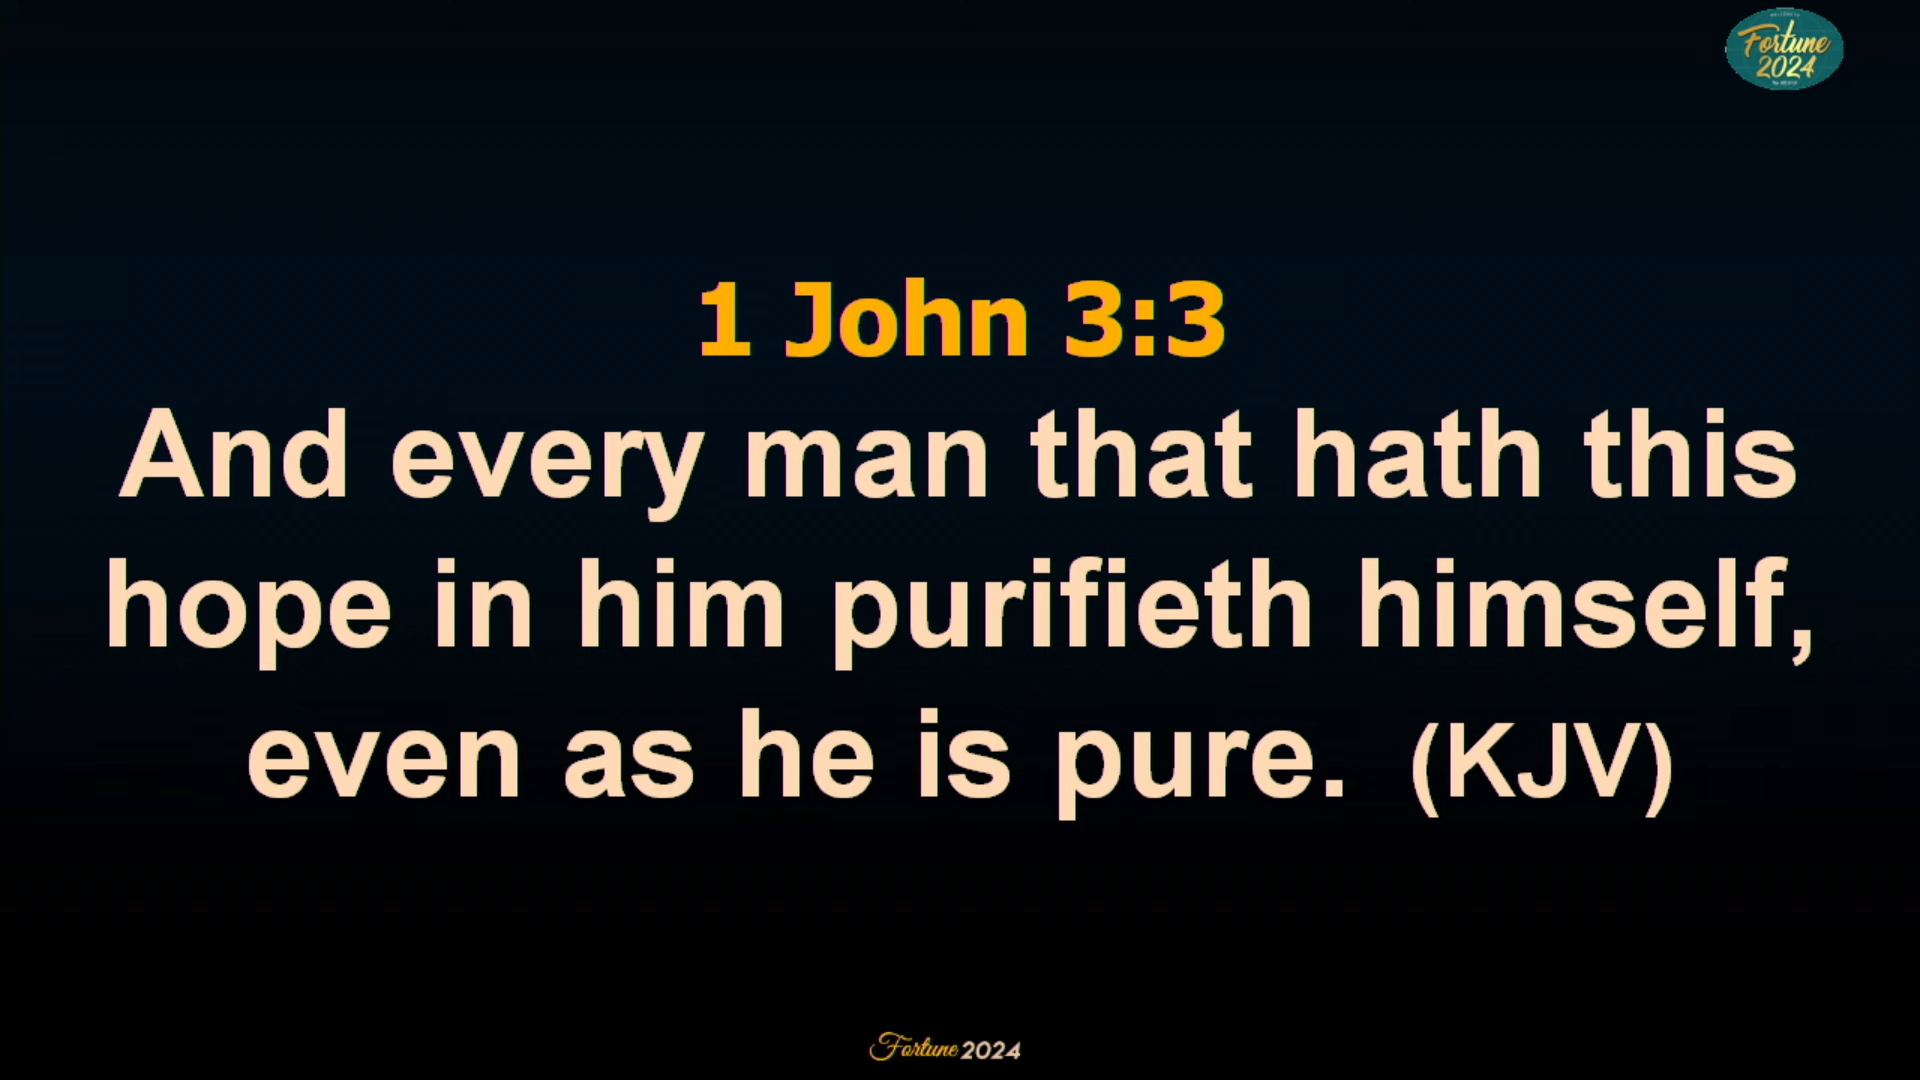 Fortune
2024
1 John 3:3
And every man that hath this
hope in him purifieth himself,
even as he is pure. (KJV)
Fortune 2024